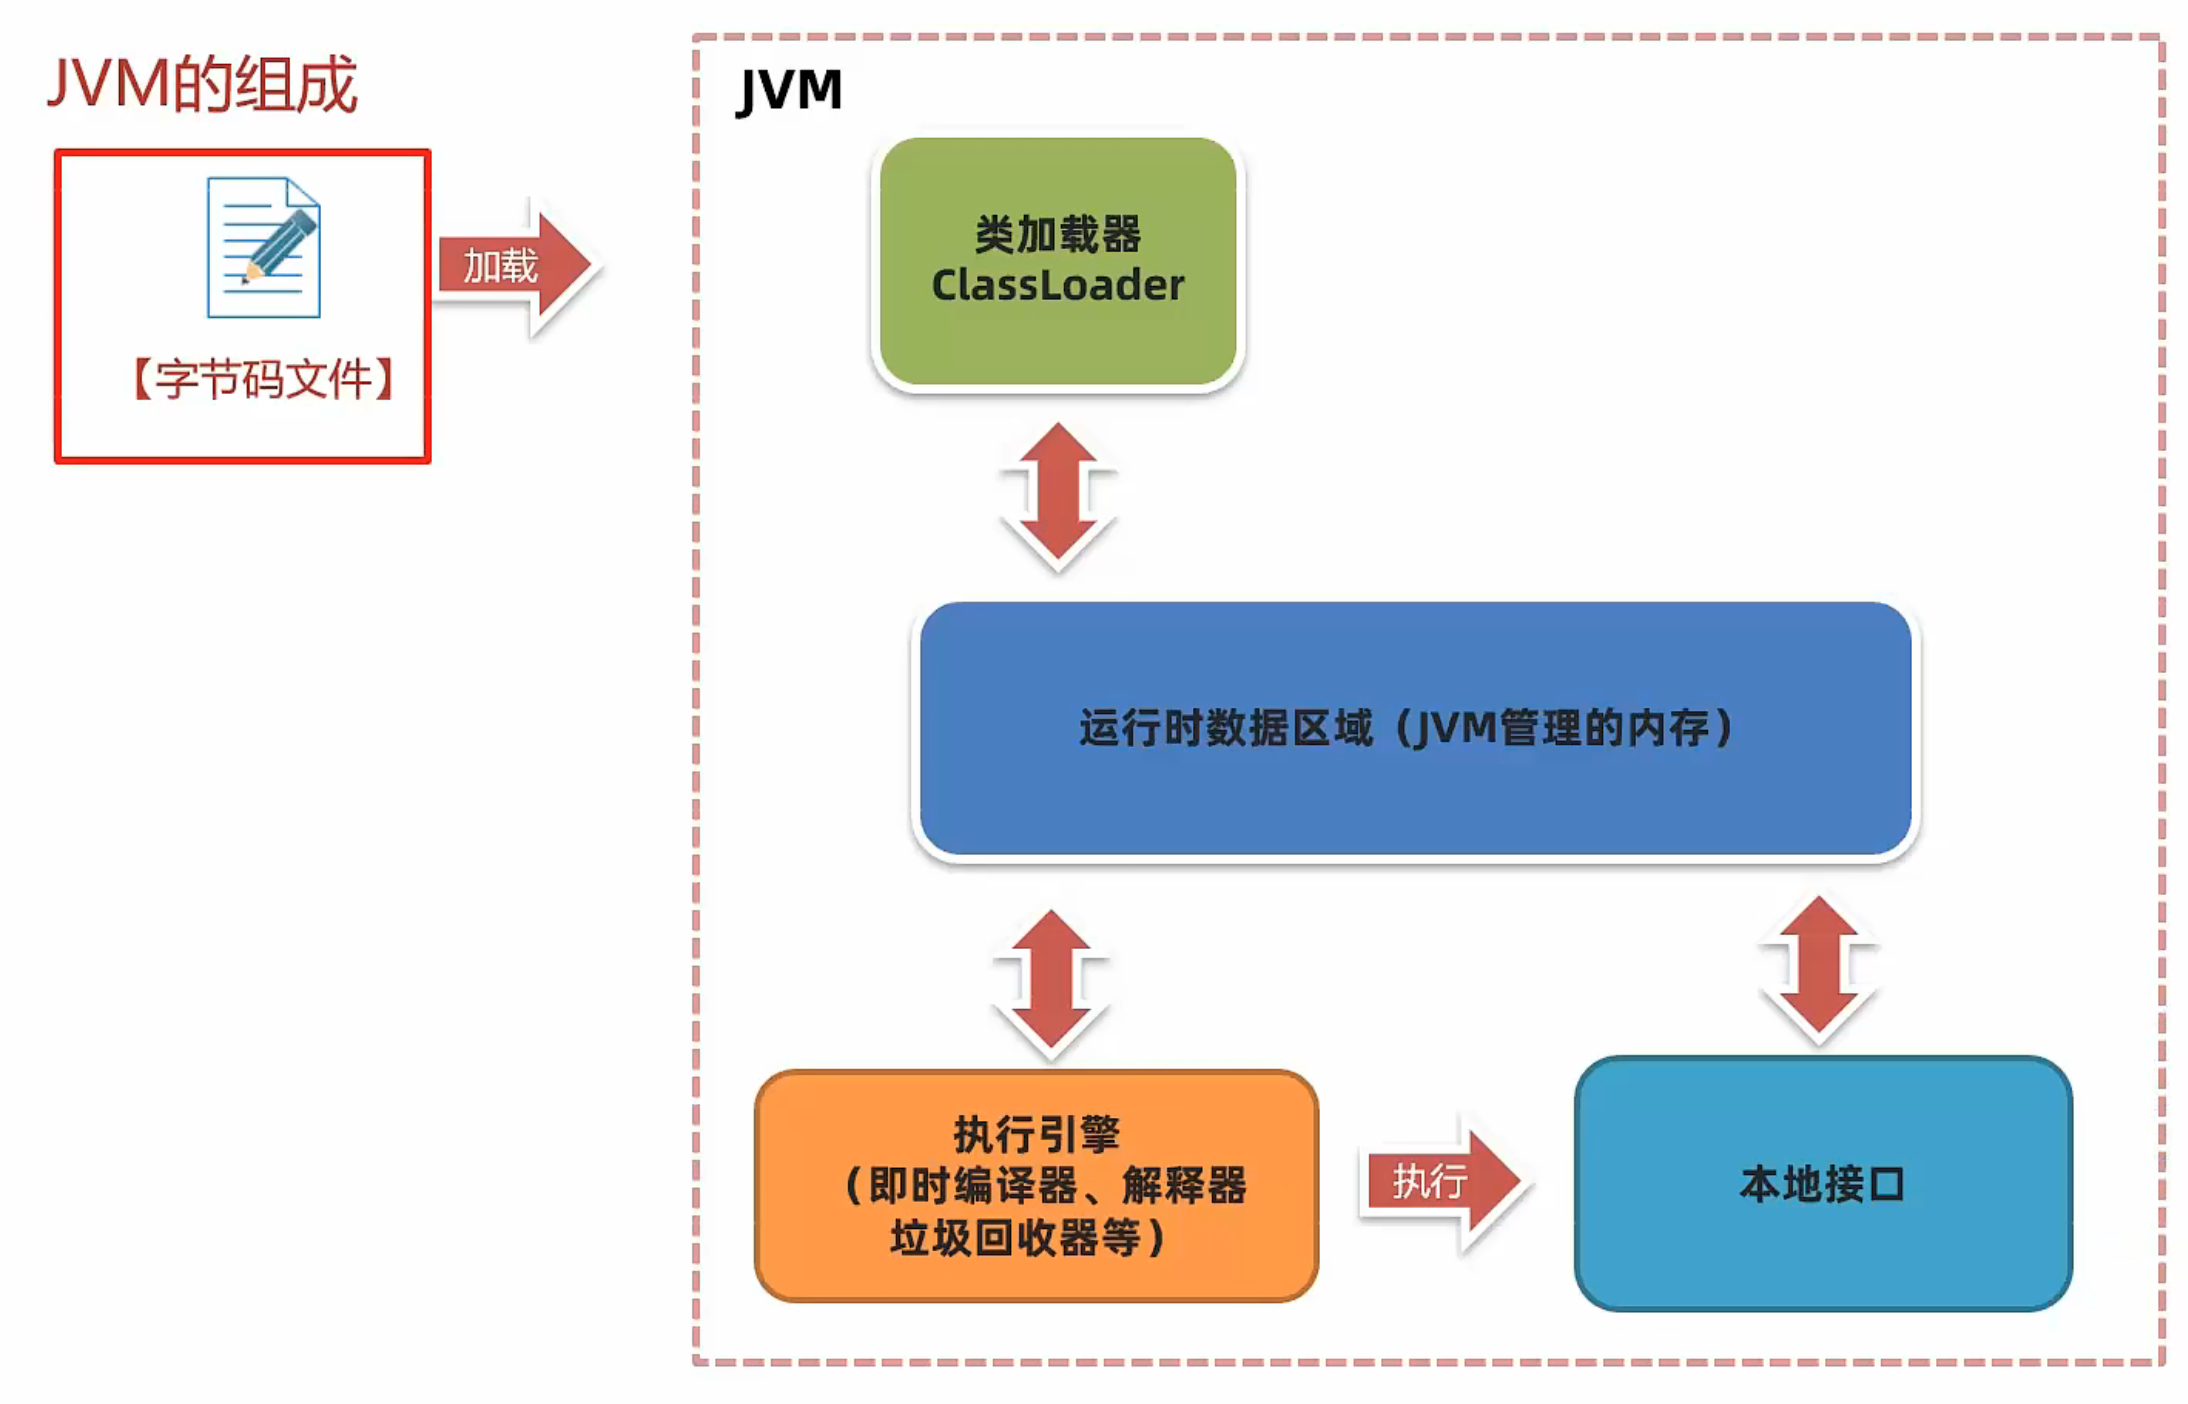 JVM的组成
【字节码文件】
加载
JVM
类加载器
ClassLoader
运行时数据区域（JVM管理的内存）
执行引擎
（即时编译器、解释器
垃圾回收器等）
执行
本地接口